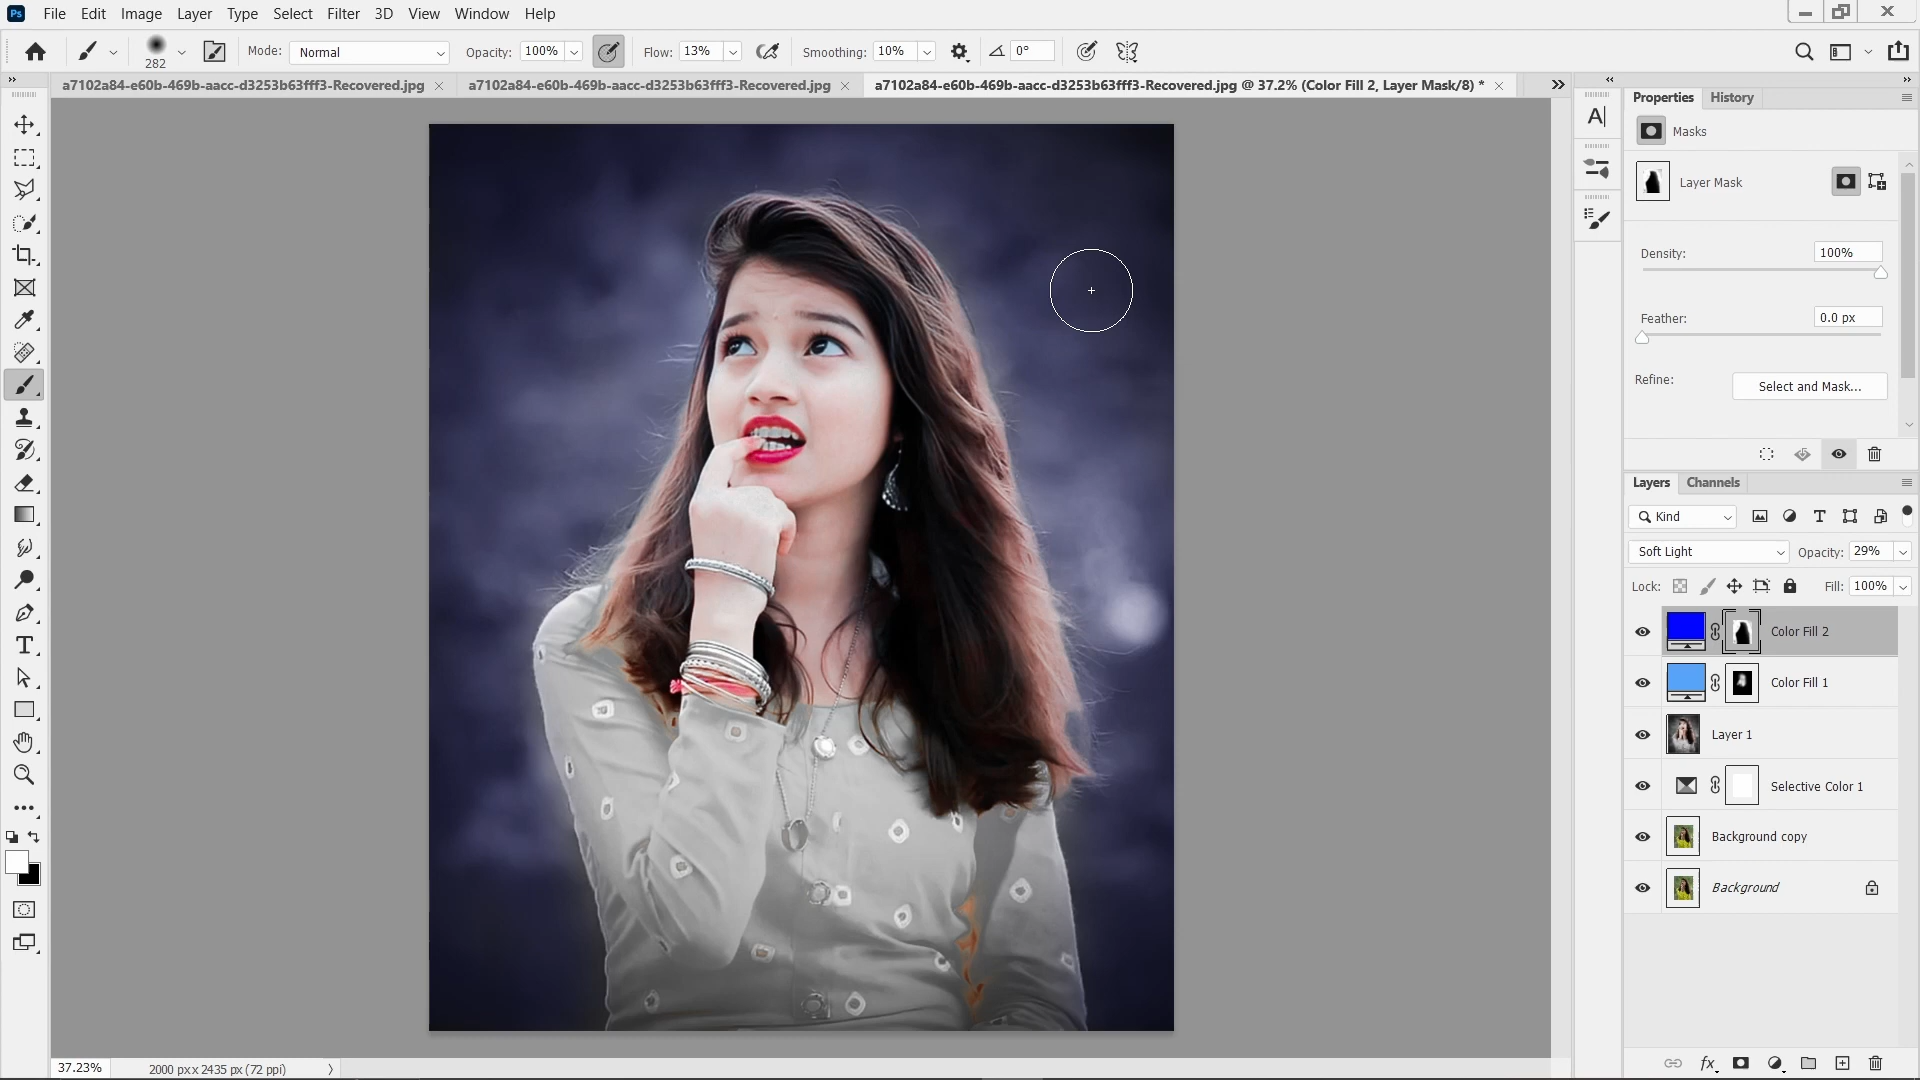 Ps File Edit Image Layer Type Select Filter 3D View Window Help
282 Mode: Normal Opacity: 100% Flow: 13% Smoothing: 10% 0°
a7102a84-e60b-469b-aacc-d3253b63fff3-Recovered.jpg a7102a84-e60b-469b-aacc-d3253b63fff3-Recovered.jpg a7102a84-e60b-469b-aacc-d3253b63fff3-Recovered.jpg @ 37.2% (Color Fill 2, Layer Mask/8) *
Properties History
Masks
Layer Mask
Density: 100%
Feather: 0.0 px
Refine: Select and Mask...
Layers Channels
Kind
Soft Light Opacity: 29%
Lock: Fill: 100%
Color Fill 2
Color Fill 1
Layer 1
Selective Color 1
Background copy
Background
fx
37.23% 2000 px x 2435 px (72 ppi)